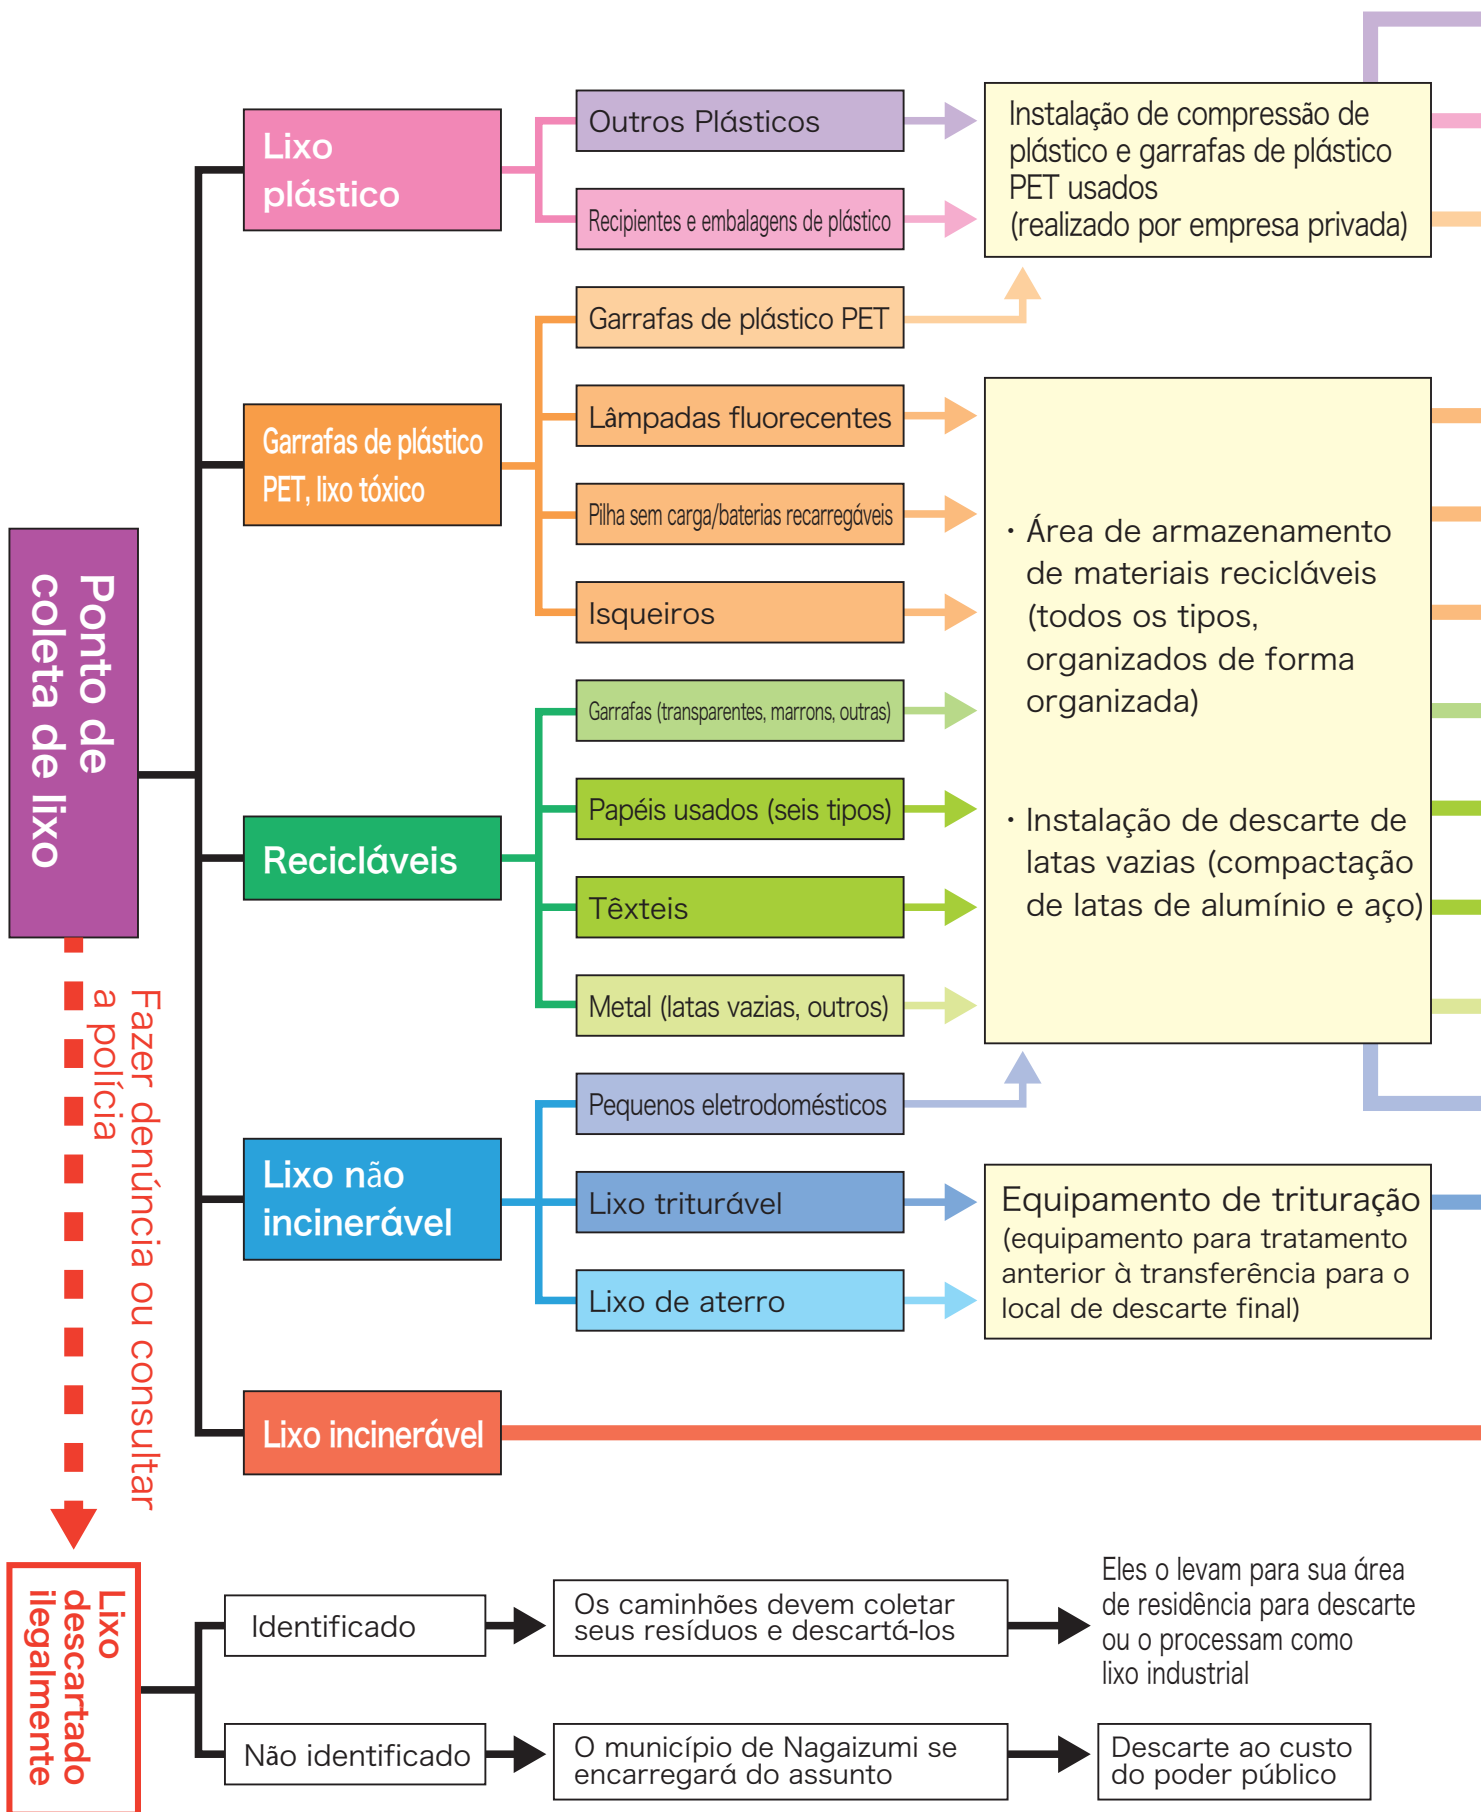 Ponto de
coleta de lixo
Fazer denúncia ou consultar
a polícia
Lixo
plástico
Outros Plásticos
Recipientes e embalagens de plástico
Instalação de compressão de
plástico e garrafas de plástico
PET usados
(realizado por empresa privada)
Garrafas de plástico
PET, lixo tóxico
Garrafas de plástico PET
Lâmpadas fluorecentes
Pilha sem carga/baterias recarregáveis
Isqueiros
Recicláveis
Garrafas (transparentes, marrons, outras)
Papéis usados (seis tipos)
Têxteis
Metal (latas vazias, outros)
・Área de armazenamento
de materiais recicláveis
(todos os tipos,
organizados de forma
organizada)
・Instalação de descarte de
latas vazias (compactação
de latas de alumínio e aço)
Lixo não
incinerável
Pequenos eletrodomésticos
Lixo triturável
Lixo de aterro
Equipamento de trituração
(equipamento para tratamento
anterior à transferência para o
local de descarte final)
Lixo incinerável
Lixo
descartado
ilegalmente
Identificado
Os caminhões devem coletar
seus resíduos e descartá-los
Eles o levam para sua área
de residência para descarte
ou o processam como
lixo industrial
Não identificado
O município de Nagaizumi se
encarregará do assunto
Descarte ao custo
do poder público